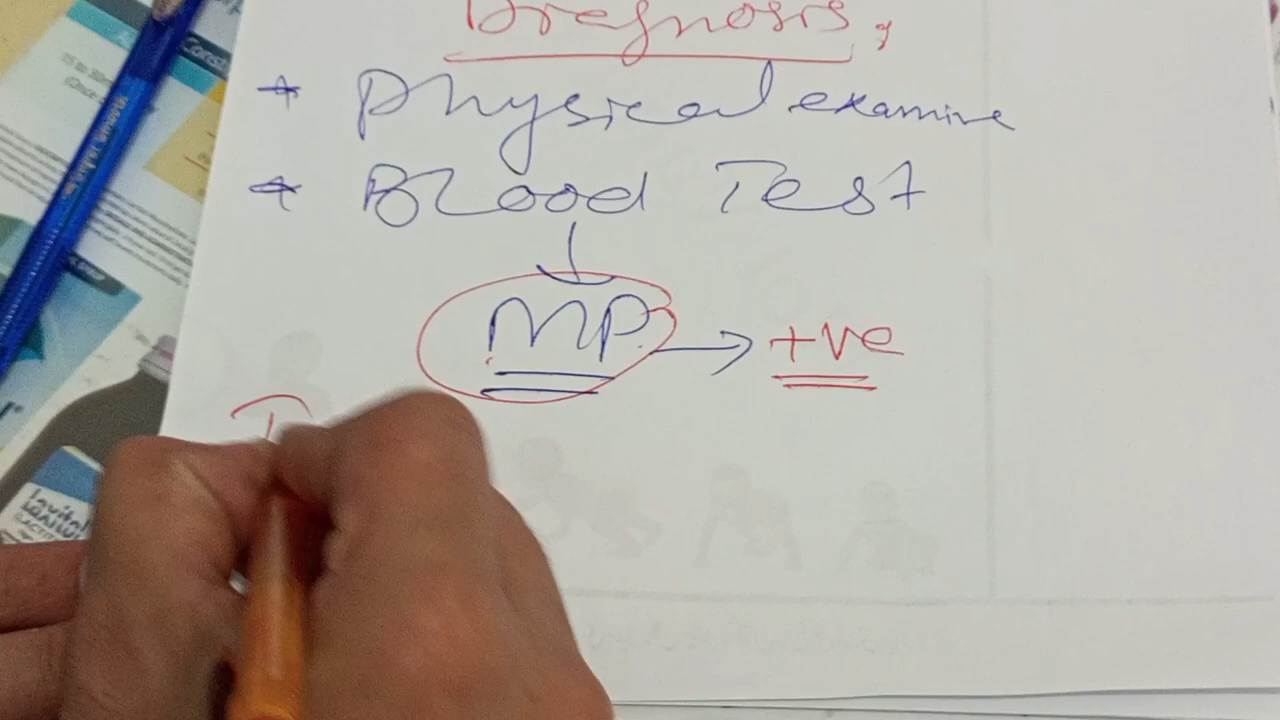 Diagnosis,
+ Physical examine
+ Blood Test
MP → +ve